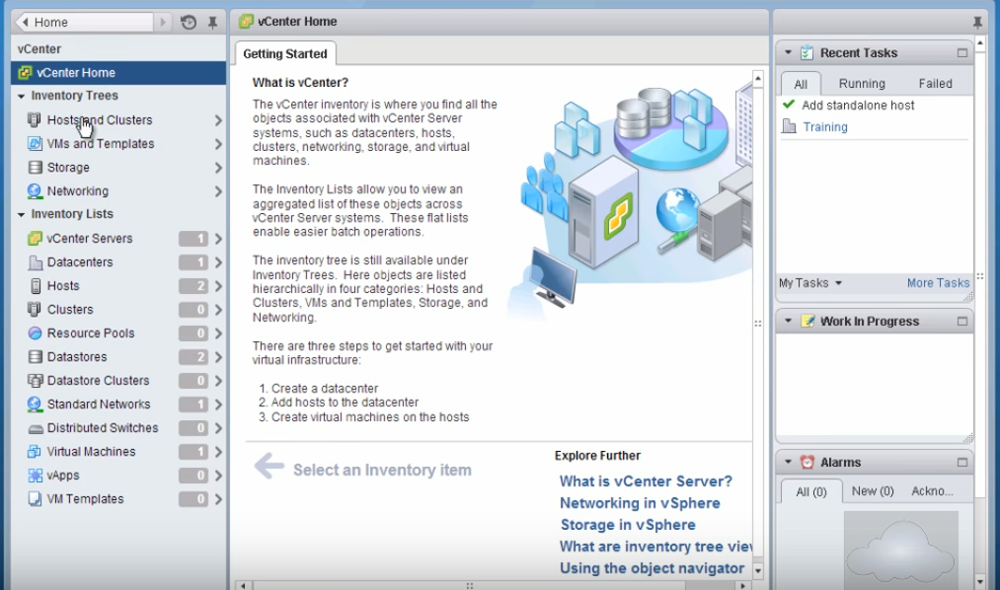 Home
vCenter
vCenter Home
Inventory Trees
Hosts and Clusters
VMs and Templates
Storage
Networking
Inventory Lists
vCenter Servers 1
Datacenters 1
Hosts 2
Clusters 0
Resource Pools 0
Datastores 2
Datastore Clusters 0
Standard Networks 1
Distributed Switches 0
Virtual Machines 1
vApps 0
VM Templates 0
vCenter Home
Getting Started
What is vCenter?
The vCenter inventory is where you find all the
objects associated with vCenter Server
systems, such as datacenters, hosts,
clusters, networking, storage, and virtual
machines.
The Inventory Lists allow you to view an
aggregated list of these objects across
vCenter Server systems. These flat lists
enable easier batch operations.
The inventory tree is still available under
Inventory Trees. Here objects are listed
hierarchically in four categories: Hosts and
Clusters, VMs and Templates, Storage, and
Networking.
There are three steps to get started with your
virtual infrastructure:
1. Create a datacenter
2. Add hosts to the datacenter
3. Create virtual machines on the hosts
Select an Inventory item
Explore Further
What is vCenter Server?
Networking in vSphere
Storage in vSphere
What are inventory tree view
Using the object navigator
Recent Tasks
All Running Failed
Add standalone host
Training
My Tasks More Tasks
Work In Progress
Alarms
All (0) New (0) Ackno...